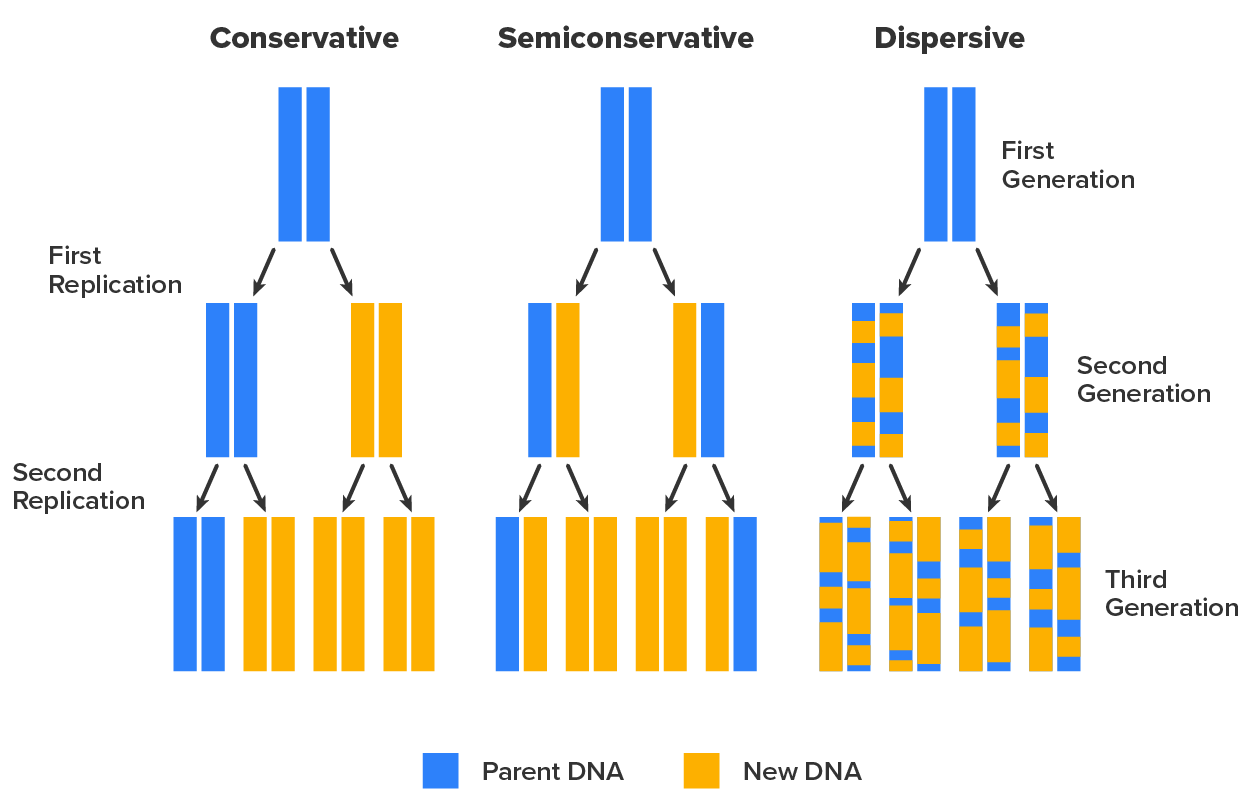 Conservative
Semiconservative
Dispersive
First
Generation
First
Replication
Second
Generation
Second
Replication
Third
Generation
Parent DNA
New DNA